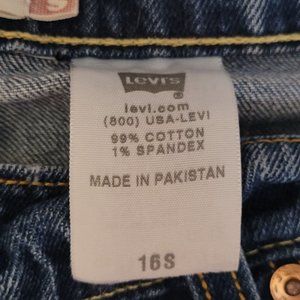 S
Levi's
®
levi.com
(800) USA-LEVI
99% COTTON
1% SPANDEX
MADE IN PAKISTAN
16S